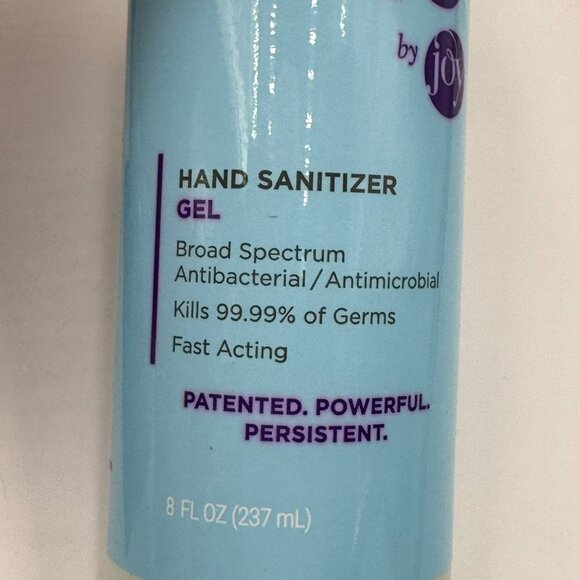 by joy
HAND SANITIZER
GEL
Broad Spectrum
Antibacterial / Antimicrobial
Kills 99.99% of Germs
Fast Acting
PATENTED. POWERFUL.
PERSISTENT.
8 FL OZ (237 mL)